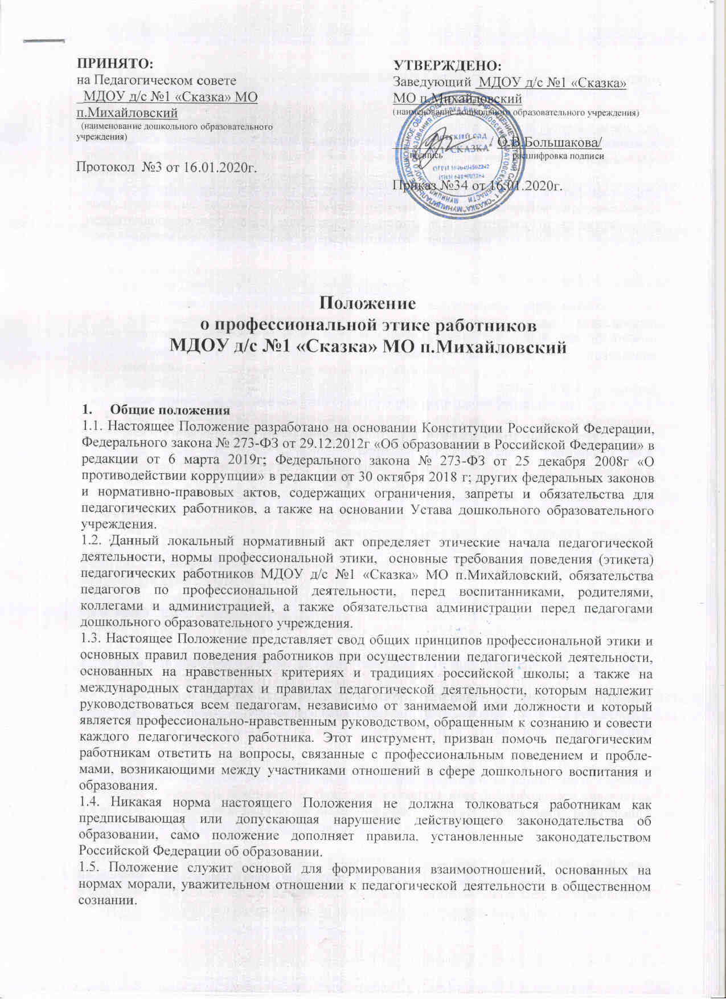 ПРИНЯТО:
на Педагогическом совете
МДОУ д/с №1 «Сказка» МО
п.Михайловский
(наименование дошкольного образовательного
учреждения)
Протокол №3 от 16.01.2020г.
УТВЕРЖДЕНО:
Заведующий МДОУ д/с №1 «Сказка»
МО п.Михайловский
(наименование дошкольного образовательного учреждения)
/ О.В.Большакова/
подпись расшифровка подписи
Приказ №34 от 16.01.2020г.
ДЕТСКИЙ САД
№ 1 "СКАЗКА"
Положение
о профессиональной этике работников
МДОУ д/с №1 «Сказка» МО п.Михайловский
1. Общие положения
1.1. Настоящее Положение разработано на основании Конституции Российской Федерации,
Федерального закона № 273-ФЗ от 29.12.2012г «Об образовании в Российской Федерации» в
редакции от 6 марта 2019г; Федерального закона № 273-ФЗ от 25 декабря 2008г «О
противодействии коррупции» в редакции от 30 октября 2018 г; других федеральных законов
и нормативно-правовых актов, содержащих ограничения, запреты и обязательства для
педагогических работников, а также на основании Устава дошкольного образовательного
учреждения.
1.2. Данный локальный нормативный акт определяет этические начала педагогической
деятельности, нормы профессиональной этики, основные требования поведения (этикета)
педагогических работников МДОУ д/с №1 «Сказка» МО п.Михайловский, обязательства
педагогов по профессиональной деятельности, перед воспитанниками, родителями,
коллегами и администрацией, а также обязательства администрации перед педагогами
дошкольного образовательного учреждения.
1.3. Настоящее Положение представляет свод общих принципов профессиональной этики и
основных правил поведения работников при осуществлении педагогической деятельности,
основанных на нравственных критериях и традициях российской школы; а также на
международных стандартах и правилах педагогической деятельности, которым надлежит
руководствоваться всем педагогам, независимо от занимаемой ими должности и который
является профессионально-нравственным руководством, обращенным к сознанию и совести
каждого педагогического работника. Этот инструмент, призван помочь педагогическим
работникам ответить на вопросы, связанные с профессиональным поведением и пробле-
мами, возникающими между участниками отношений в сфере дошкольного воспитания и
образования.
1.4. Никакая норма настоящего Положения не должна толковаться работникам как
предписывающая или допускающая нарушение действующего законодательства об
образовании, само положение дополняет правила, установленные законодательством
Российской Федерации об образовании.
1.5. Положение служит основой для формирования взаимоотношений, основанных на
нормах морали, уважительном отношении к педагогической деятельности в общественном
сознании.